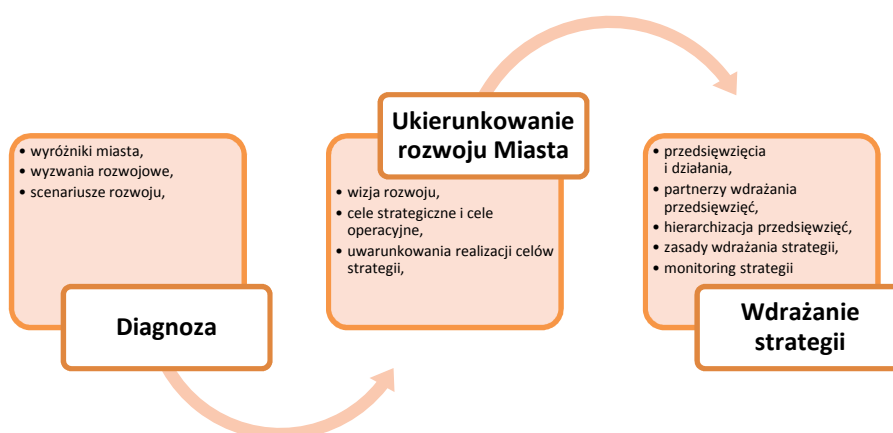 • wyróżniki miasta,
• wyzwania rozwojowe,
• scenariusze rozwoju,
Diagnoza
Ukierunkowanie
rozwoju Miasta
• wizja rozwoju,
• cele strategiczne i cele
operacyjne,
• uwarunkowania realizacji celów
strategii,
• przedsięwzięcia
i działania,
• partnerzy wdrażania
przedsięwzięć,
• hierarchizacja przedsięwzięć,
• zasady wdrażania strategii,
• monitoring strategii
Wdrażanie
strategii